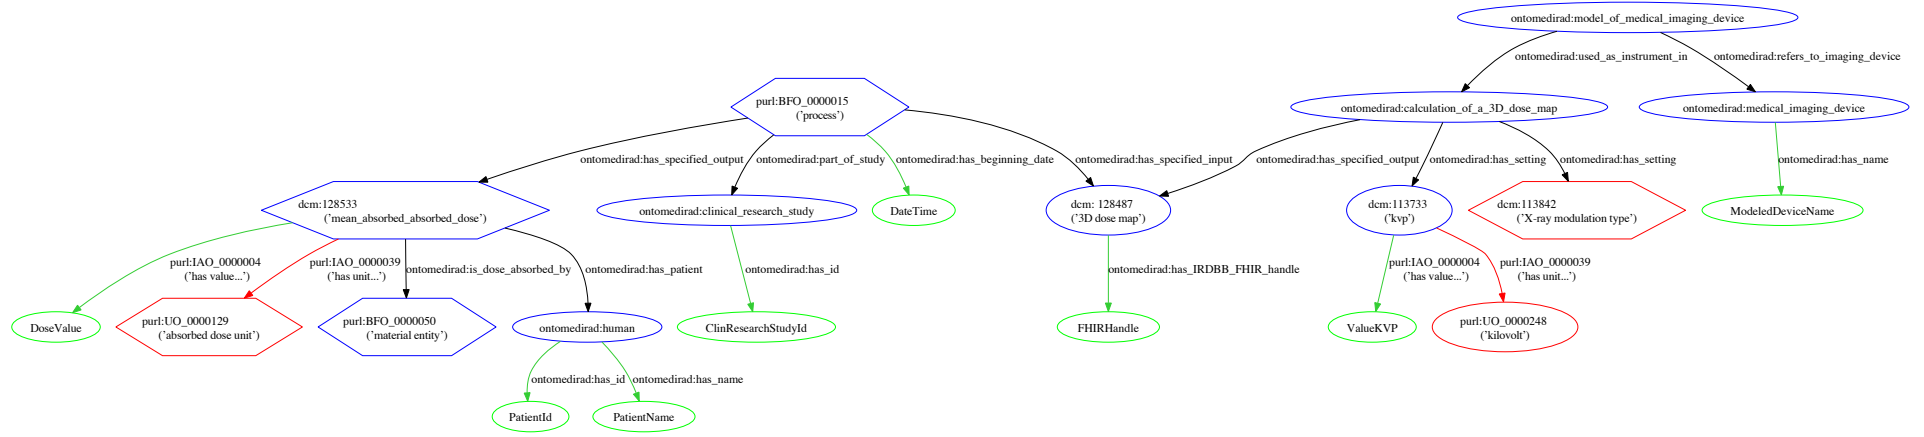 ontomedirad:model_of_medical_imaging_device
ontomedirad:used_as_instrument_in
ontomedirad:refers_to_imaging_device
purl:BFO_0000015
('process')
ontomedirad:calculation_of_a_3D_dose_map
ontomedirad:medical_imaging_device
ontomedirad:has_specified_output
ontomedirad:part_of_study
ontomedirad:has_beginning_date
ontomedirad:has_specified_input
ontomedirad:has_specified_output
ontomedirad:has_setting
ontomedirad:has_setting
ontomedirad:has_name
dcm:128533
('mean_absorbed_absorbed_dose')
ontomedirad:clinical_research_study
DateTime
dcm: 128487
('3D dose map')
dcm:113733
('kvp')
dcm:113842
('X-ray modulation type')
ModeledDeviceName
purl:IAO_0000004
('has value...')
purl:IAO_0000039
('has unit...')
ontomedirad:is_dose_absorbed_by
ontomedirad:has_patient
ontomedirad:has_id
ontomedirad:has_IRDBB_FHIR_handle
purl:IAO_0000004
('has value...')
purl:IAO_0000039
('has unit...')
DoseValue
purl:UO_0000129
('absorbed dose unit')
purl:BFO_0000050
('material entity')
ontomedirad:human
ClinResearchStudyId
FHIRHandle
ValueKVP
purl:UO_0000248
('kilovolt')
ontomedirad:has_id
ontomedirad:has_name
PatientId
PatientName